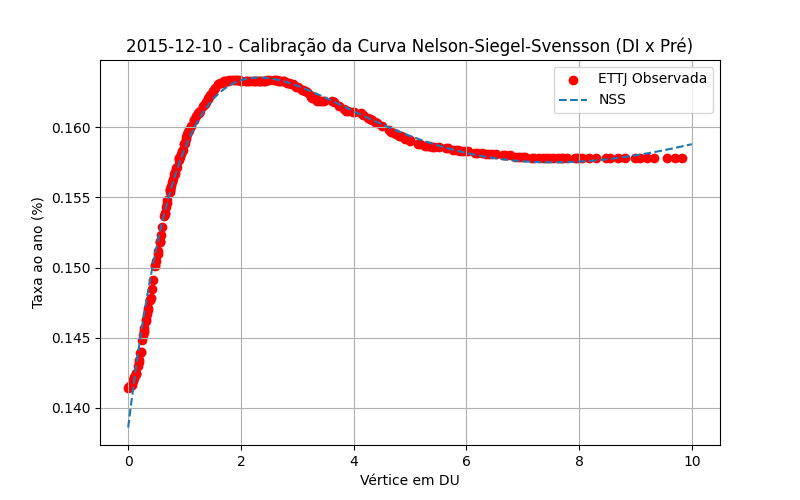 2015-12-10 - Calibração da Curva Nelson-Siegel-Svensson (DI x Pré)
ETTJ Observada
NSS
Taxa ao ano (%)
0.160
0.155
0.150
0.145
0.140
0 2 4 6 8 10
Vértice em DU